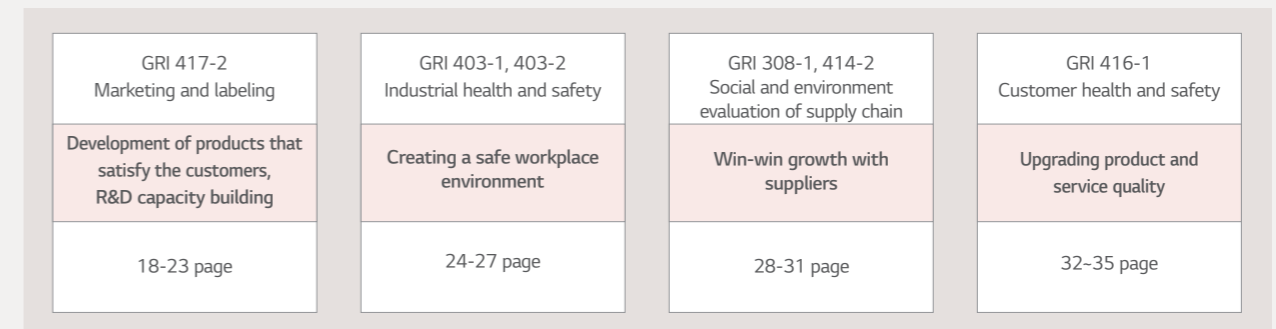 GRI 417-2
Marketing and labeling
Development of products that
satisfy the customers,
R&D capacity building
18-23 page
GRI 403-1, 403-2
Industrial health and safety
Creating a safe workplace
environment
24-27 page
GRI 308-1, 414-2
Social and environment
evaluation of supply chain
Win-win growth with
suppliers
28-31 page
GRI 416-1
Customer health and safety
Upgrading product and
service quality
32~35 page